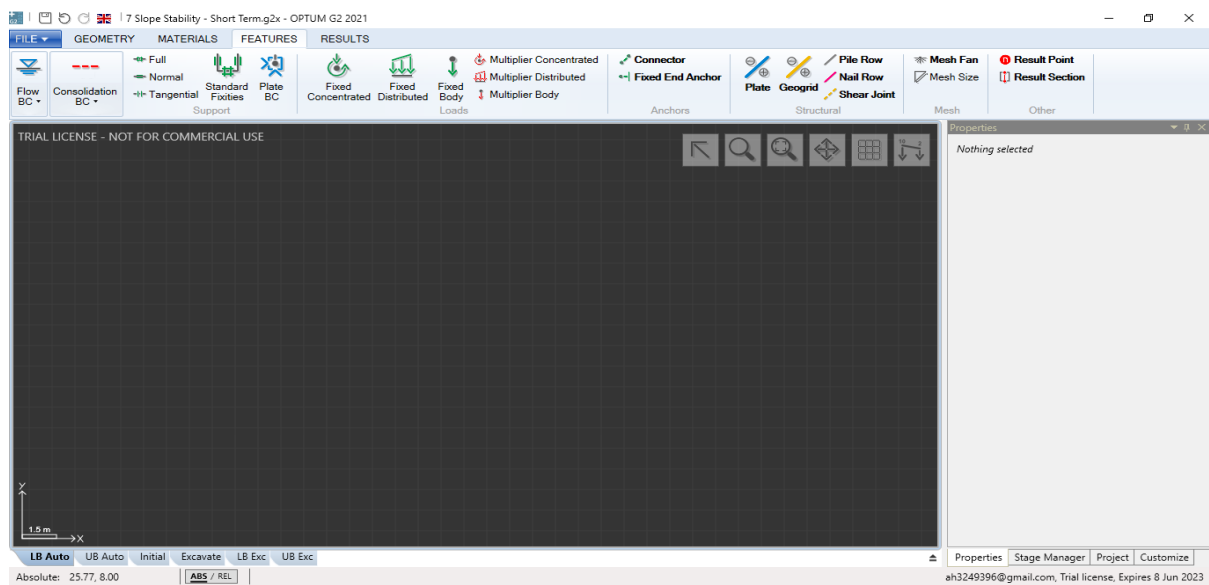 7 Slope Stability - Short Term.g2x - OPTUM G2 2021
FILE GEOMETRY MATERIALS FEATURES RESULTS
Flow BC
Consolidation BC
Full
Normal
Tangential
Standard Fixities
Plate BC
Support
Fixed Concentrated
Fixed Distributed
Fixed Body
Multiplier Concentrated
Multiplier Distributed
Multiplier Body
Loads
Connector
Fixed End Anchor
Anchors
Plate
Geogrid
Pile Row
Nail Row
Shear Joint
Structural
Mesh Fan
Mesh Size
Mesh
Result Point
Result Section
Other
TRIAL LICENSE - NOT FOR COMMERCIAL USE
Properties
Nothing selected
Y
1.5 m
X
LB Auto UB Auto Initial Excavate LB Exc UB Exc
Properties Stage Manager Project Customize
Absolute: 25.77, 8.00 ABS / REL ah3249396@gmail.com, Trial license, Expires 8 Jun 2023